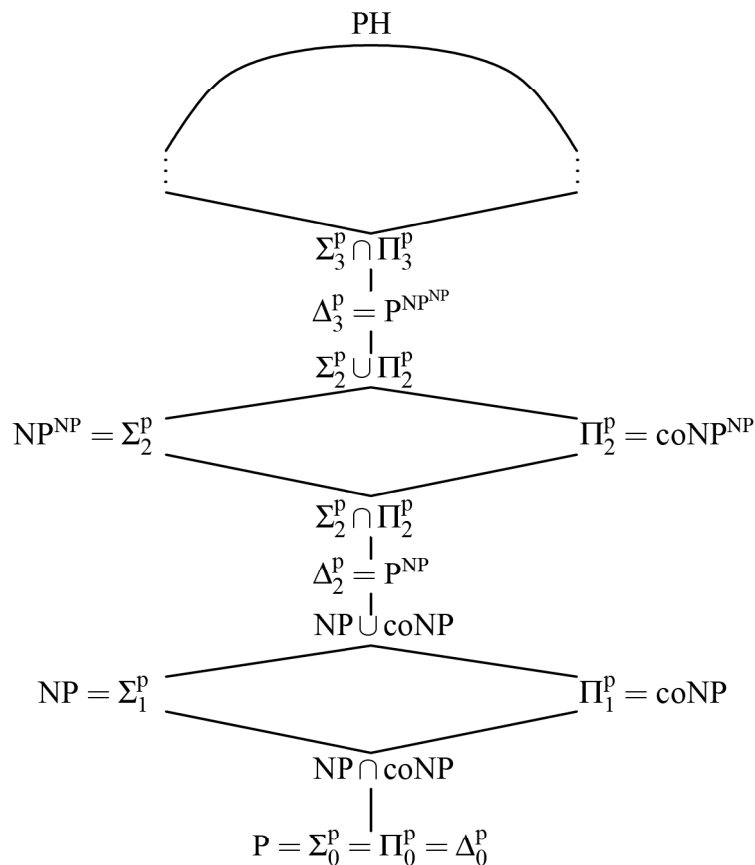 PH
Σ₃ᵖ ∩ Π₃ᵖ
Δ₃ᵖ = P^NP^NP
Σ₂ᵖ ∪ Π₂ᵖ
NP^NP = Σ₂ᵖ
Π₂ᵖ = coNP^NP
Σ₂ᵖ ∩ Π₂ᵖ
Δ₂ᵖ = P^NP
NP ∪ coNP
NP = Σ₁ᵖ
Π₁ᵖ = coNP
NP ∩ coNP
P = Σ₀ᵖ = Π₀ᵖ = Δ₀ᵖ